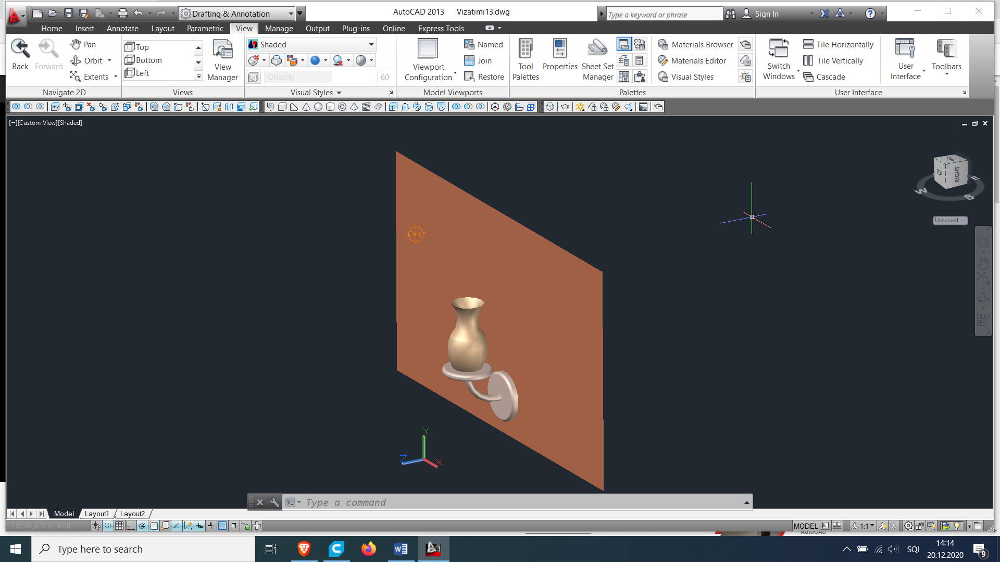 Drafting & Annotation
AutoCAD 2013 Vizatimi13.dwg
Type a keyword or phrase
Sign In
Home Insert Annotate Layout Parametric View Manage Output Plug-ins Online Express Tools
Back
Forward
Pan
Orbit
Extents
Navigate 2D
Top
Bottom
Left
View
Manager
Views
Shaded
Opacity 60
Visual Styles
Viewport
Configuration
Named
Join
Restore
Model Viewports
Tool
Palettes
Properties
Sheet Set
Manager
Materials Browser
Materials Editor
Visual Styles
Palettes
Switch
Windows
Tile Horizontally
Tile Vertically
Cascade
User
Interface
Toolbars
User Interface
[−][Custom View][Shaded]
TOP
RIGHT
W
S
E
Unnamed
Y
Z
X
Type a command
Model Layout1 Layout2
196.85, 672.01, 0.00
MODEL
1:1
AutoCAD
Type here to search
SQI
14:14
20.12.2020
9